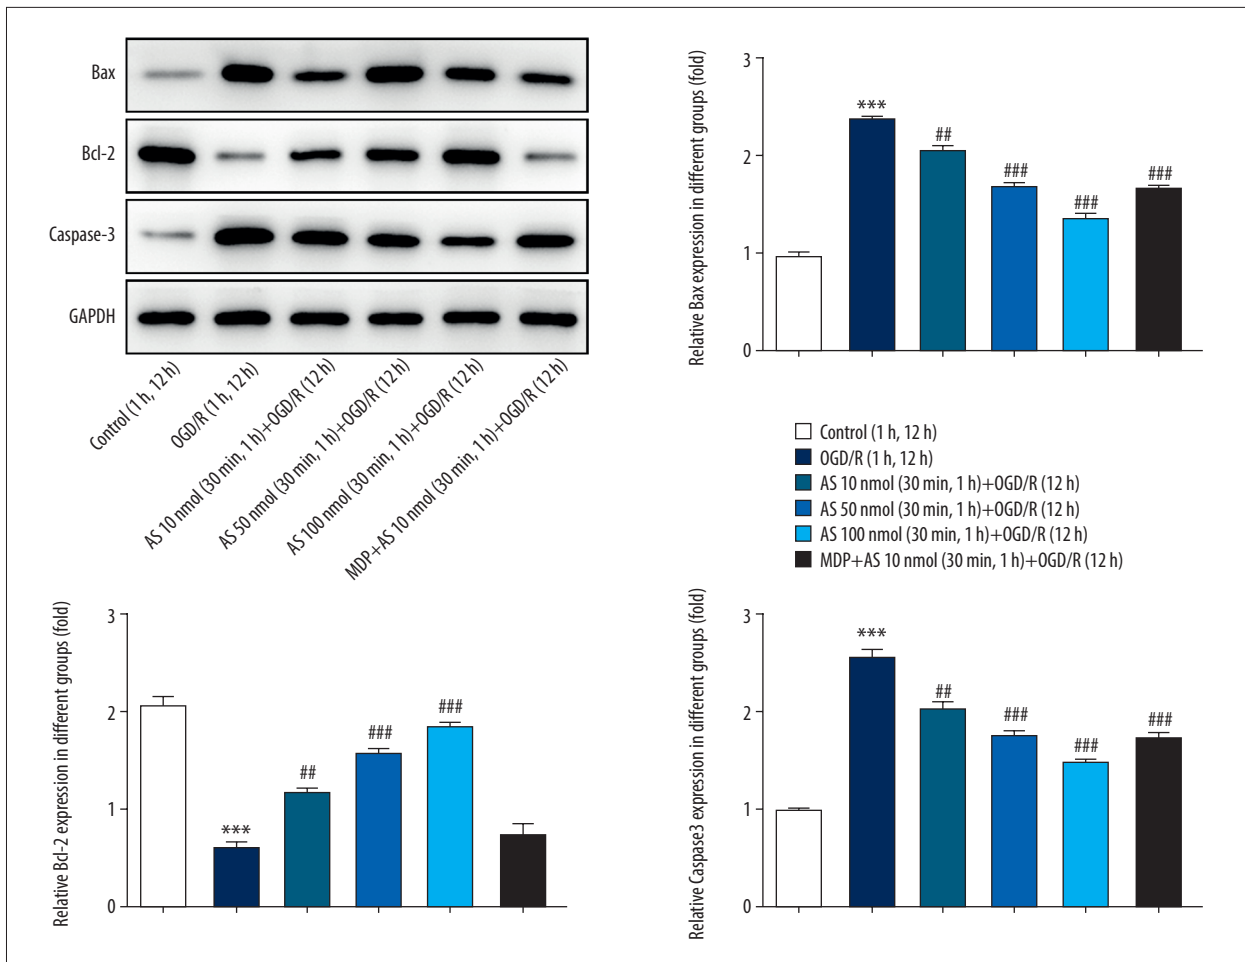 Bax
Bcl-2
Caspase-3
GAPDH
Control (1 h, 12 h)
OGD/R (1 h, 12 h)
AS 10 nmol (30 min, 1 h)+OGD/R (12 h)
AS 50 nmol (30 min, 1 h)+OGD/R (12 h)
AS 100 nmol (30 min, 1 h)+OGD/R (12 h)
MDP+AS 10 nmol (30 min, 1 h)+OGD/R (12 h)
Relative Bax expression in different groups (fold)
3
2
1
0
***
##
###
###
###
Control (1 h, 12 h)
OGD/R (1 h, 12 h)
AS 10 nmol (30 min, 1 h)+OGD/R (12 h)
AS 50 nmol (30 min, 1 h)+OGD/R (12 h)
AS 100 nmol (30 min, 1 h)+OGD/R (12 h)
MDP+AS 10 nmol (30 min, 1 h)+OGD/R (12 h)
Relative Bcl-2 expression in different groups (fold)
3
2
1
0
***
##
###
###
Relative Caspase3 expression in different groups (fold)
3
2
1
0
***
##
###
###
###